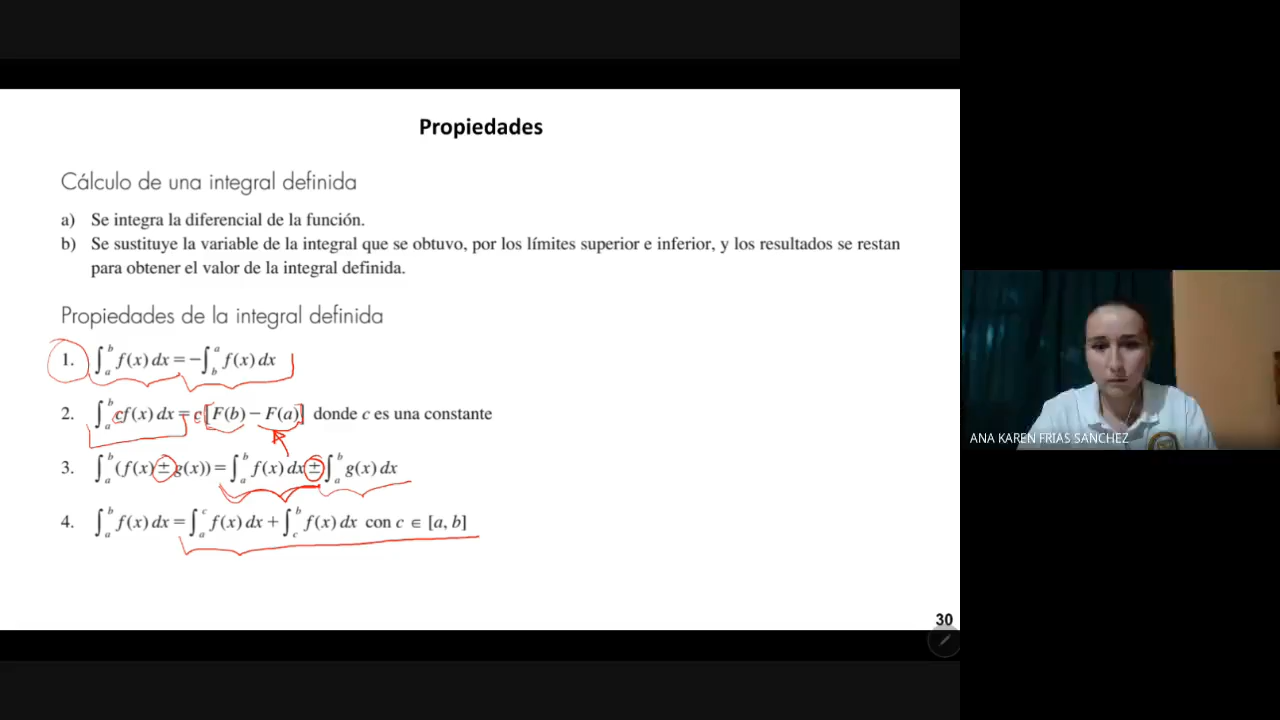 Propiedades
Cálculo de una integral definida
a) Se integra la diferencial de la función.
b) Se sustituye la variable de la integral que se obtuvo, por los límites superior e inferior, y los resultados se restan
para obtener el valor de la integral definida.
Propiedades de la integral definida
1. ∫_a^b f(x) dx = −∫_b^a f(x) dx
2. ∫_a^b cf(x) dx = c[F(b) − F(a)] donde c es una constante
3. ∫_a^b (f(x) ± g(x)) = ∫_a^b f(x) dx ± ∫_a^b g(x) dx
4. ∫_a^b f(x) dx = ∫_a^c f(x) dx + ∫_c^b f(x) dx con c ∈ [a, b]
30
ANA KAREN FRIAS SANCHEZ